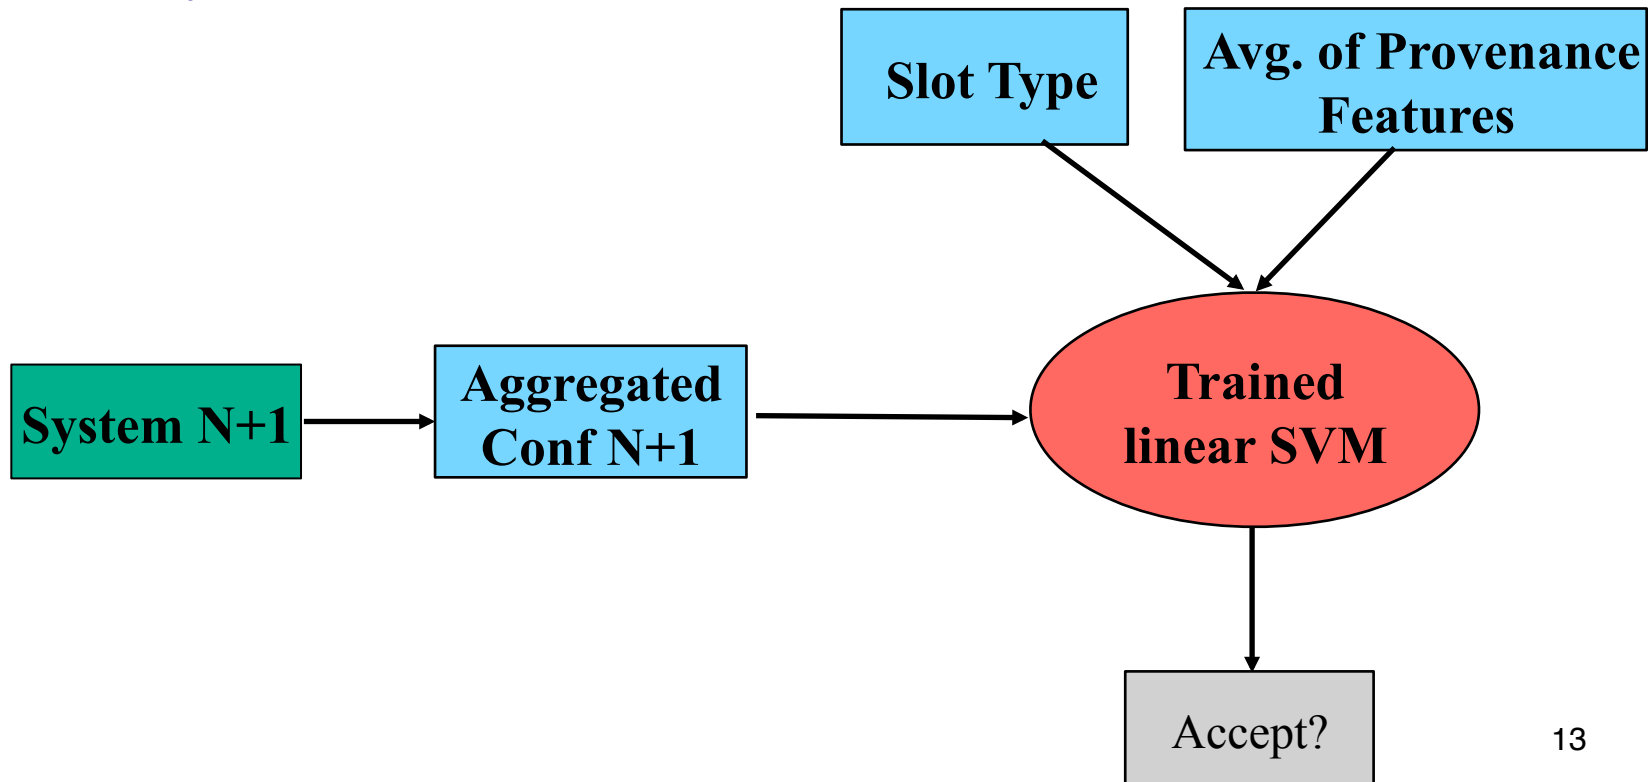 Slot Type
Avg. of Provenance
Features
System N+1
Aggregated
Conf N+1
Trained
linear SVM
Accept?
13